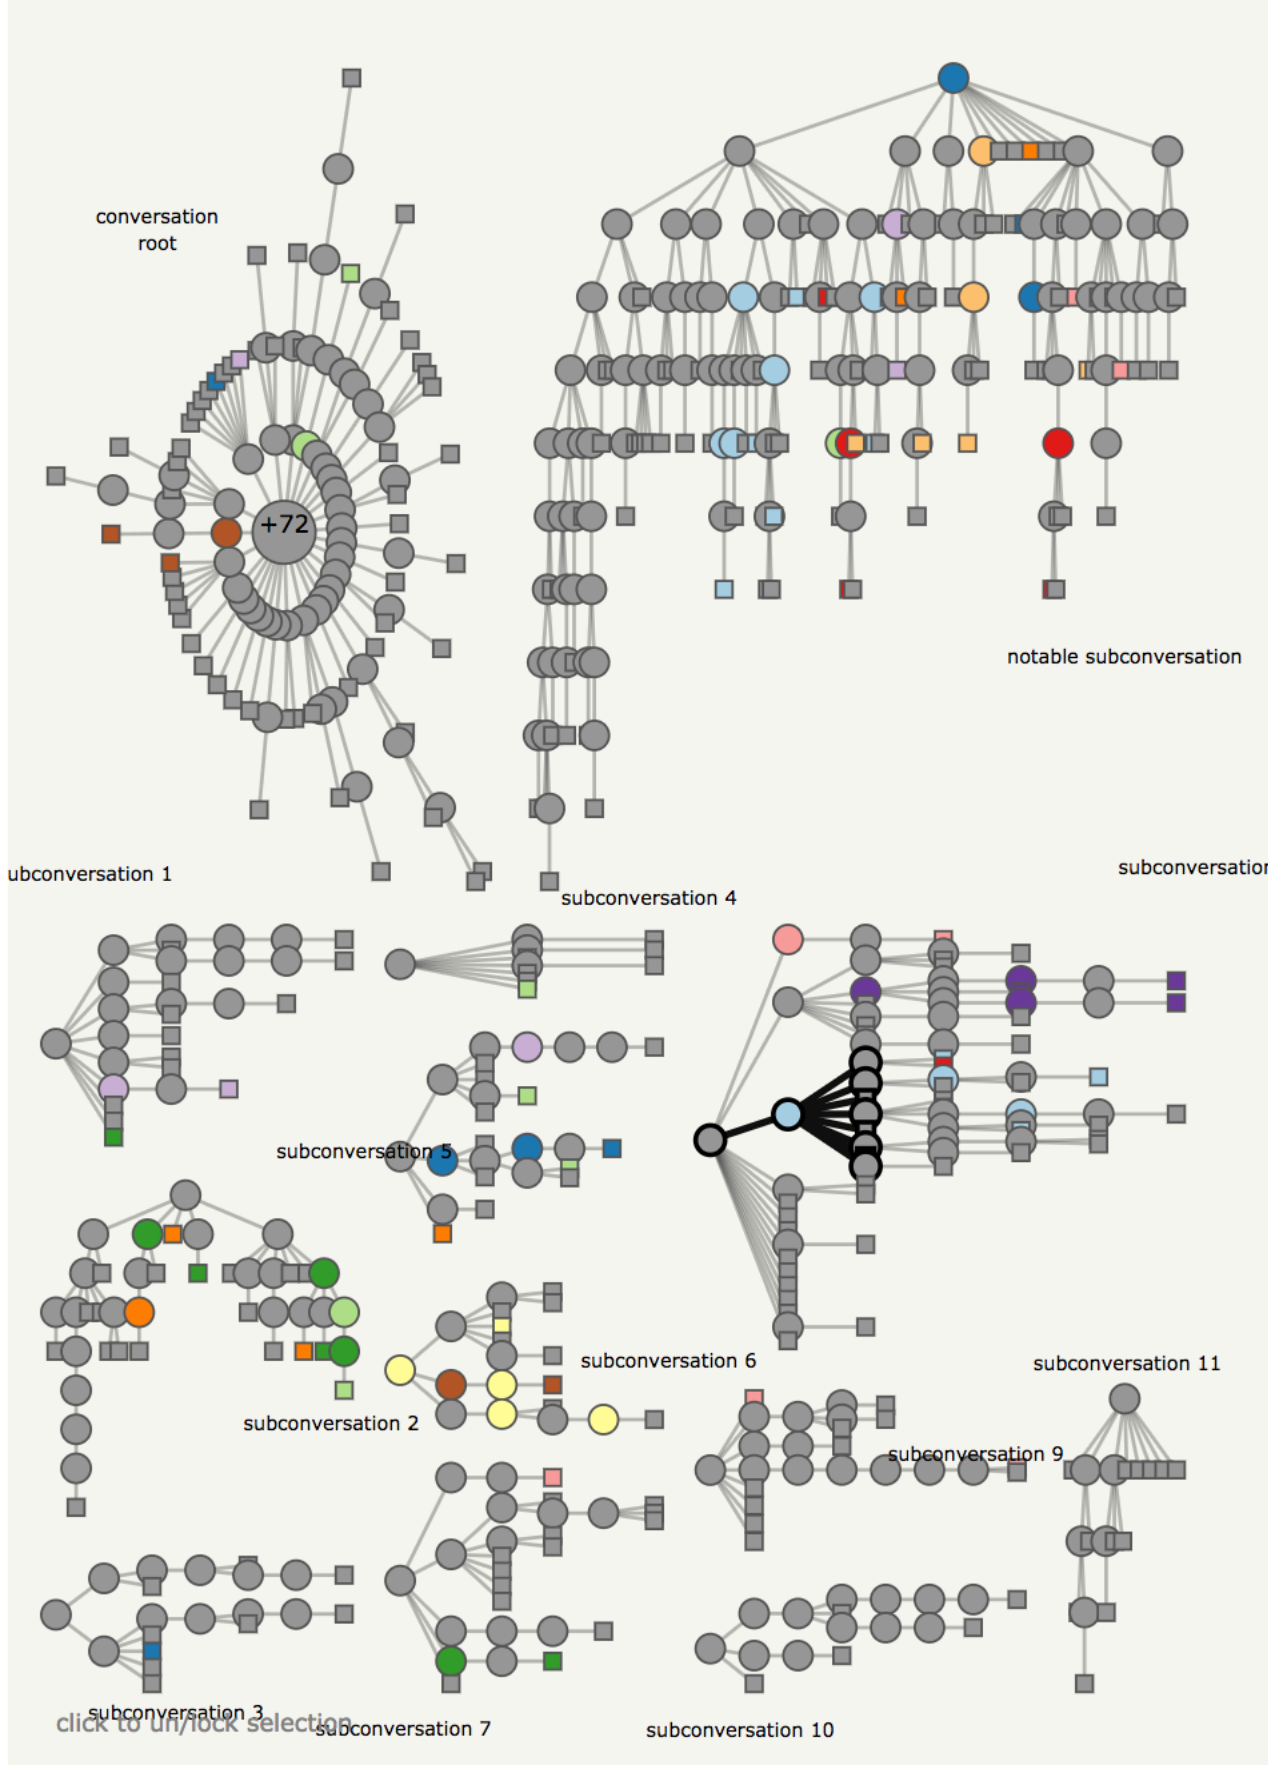 conversation
root
+72
notable subconversation
ubconversation 1
subconversation
subconversation 4
subconversation 5
subconversation 6
subconversation 11
subconversation 2
subconversation 9
subconversation 3
click to un/lock selection
subconversation 7
subconversation 10